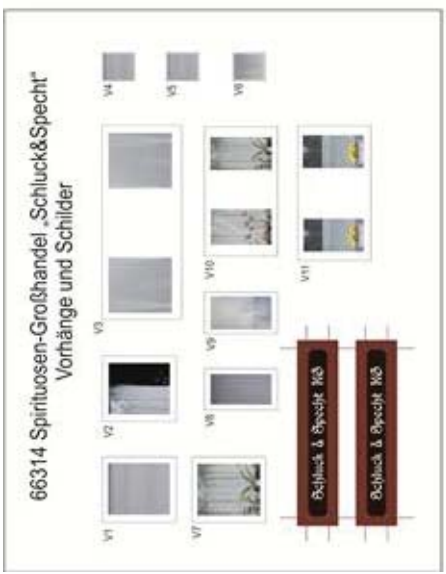 66314 Spirituosen-Großhandel „Schluck&Specht“
Vorhänge und Schilder
V1
V2
V3
V4
V5
V6
V7
V8
V9
V10
V11
Schluck & Specht KG
Schluck & Specht KG